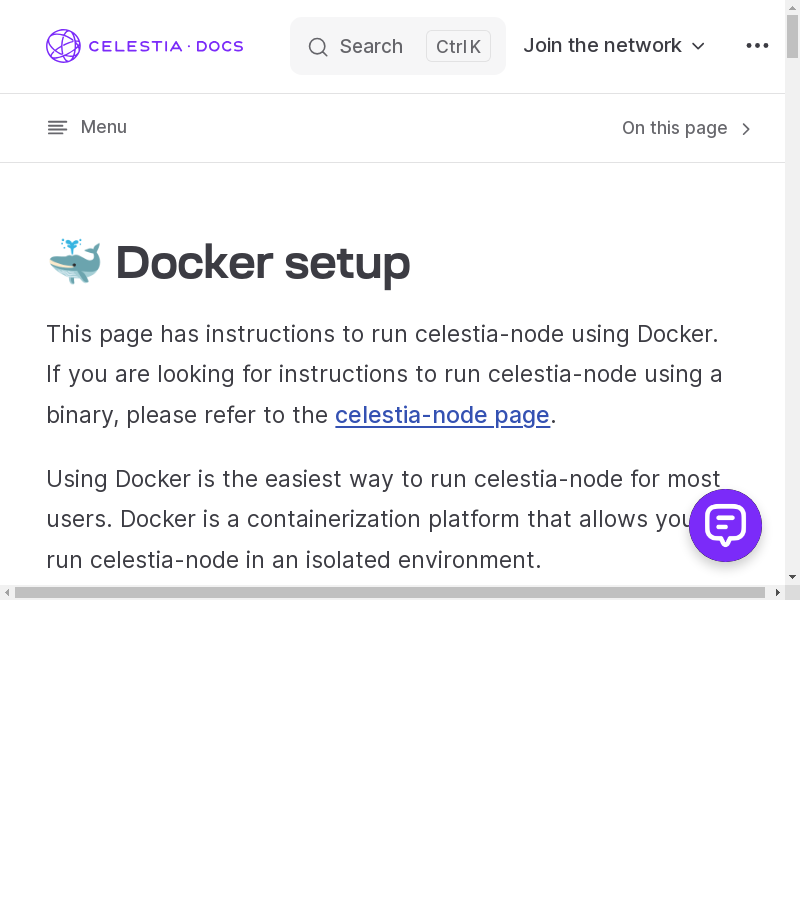 CELESTIA · DOCS
Search
Ctrl K
Join the network
Menu
On this page
Docker setup
This page has instructions to run celestia-node using Docker.
If you are looking for instructions to run celestia-node using a
binary, please refer to the celestia-node page.
Using Docker is the easiest way to run celestia-node for most
users. Docker is a containerization platform that allows you
run celestia-node in an isolated environment.